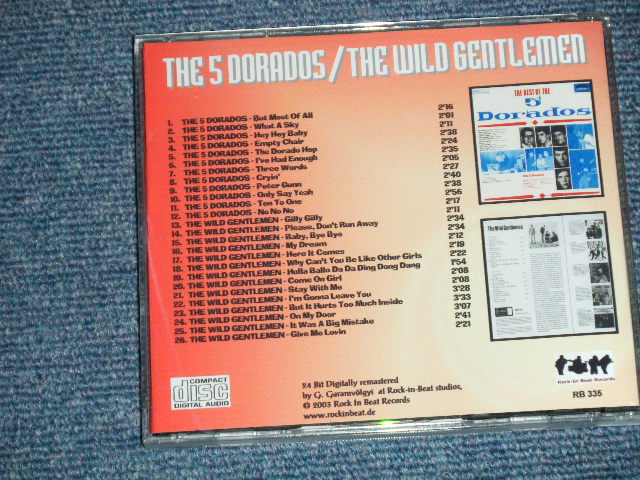 THE 5 DORADOS / THE WILD GENTLEMEN
1. THE 5 DORADOS - But Most Of All 2'16
2. THE 5 DORADOS - What A Sky 2'01
3. THE 5 DORADOS - Hey Hey Baby 2'11
4. THE 5 DORADOS - Empty Chair 2'38
5. THE 5 DORADOS - The Dorado Hop 2'24
6. THE 5 DORADOS - I've Had Enough 2'35
7. THE 5 DORADOS - Three Words 2'05
8. THE 5 DORADOS - Cryin' 2'27
9. THE 5 DORADOS - Peter Gunn 2'40
10. THE 5 DORADOS - Only Say Yeah 2'38
11. THE 5 DORADOS - Ten To One 2'56
12. THE 5 DORADOS - No No No 2'17
13. THE WILD GENTLEMEN - Gilly Gilly 2'11
14. THE WILD GENTLEMEN - Please, Don't Run Away 2'34
15. THE WILD GENTLEMEN - Baby, Bye Bye 2'34
16. THE WILD GENTLEMEN - My Dream 2'12
17. THE WILD GENTLEMEN - Here It Comes 2'19
18. THE WILD GENTLEMEN - Why Can't You Be Like Other Girls 2'22
19. THE WILD GENTLEMEN - Hulla Ballo Da Da Ding Dong Dang 1'54
20. THE WILD GENTLEMEN - Come On Girl 2'08
21. THE WILD GENTLEMEN - Stay With Me 2'08
22. THE WILD GENTLEMEN - I'm Gonna Leave You 3'28
23. THE WILD GENTLEMEN - But It Hurts Too Much Inside 3'33
24. THE WILD GENTLEMEN - On My Door 3'07
25. THE WILD GENTLEMEN - It Was A Big Mistake 2'41
26. THE WILD GENTLEMEN - Give Me Lovin 2'21
THE BEST OF THE
5 Dorados
The Wild Gentlemen
COMPACT
disc
DIGITAL AUDIO
24 Bit Digitally remastered
by G. Garamvölgyi at Rock-in-Beat studios,
© 2003 Rock In Beat Records
www.rockinbeat.de
Rock-In Beat Records
RB 335